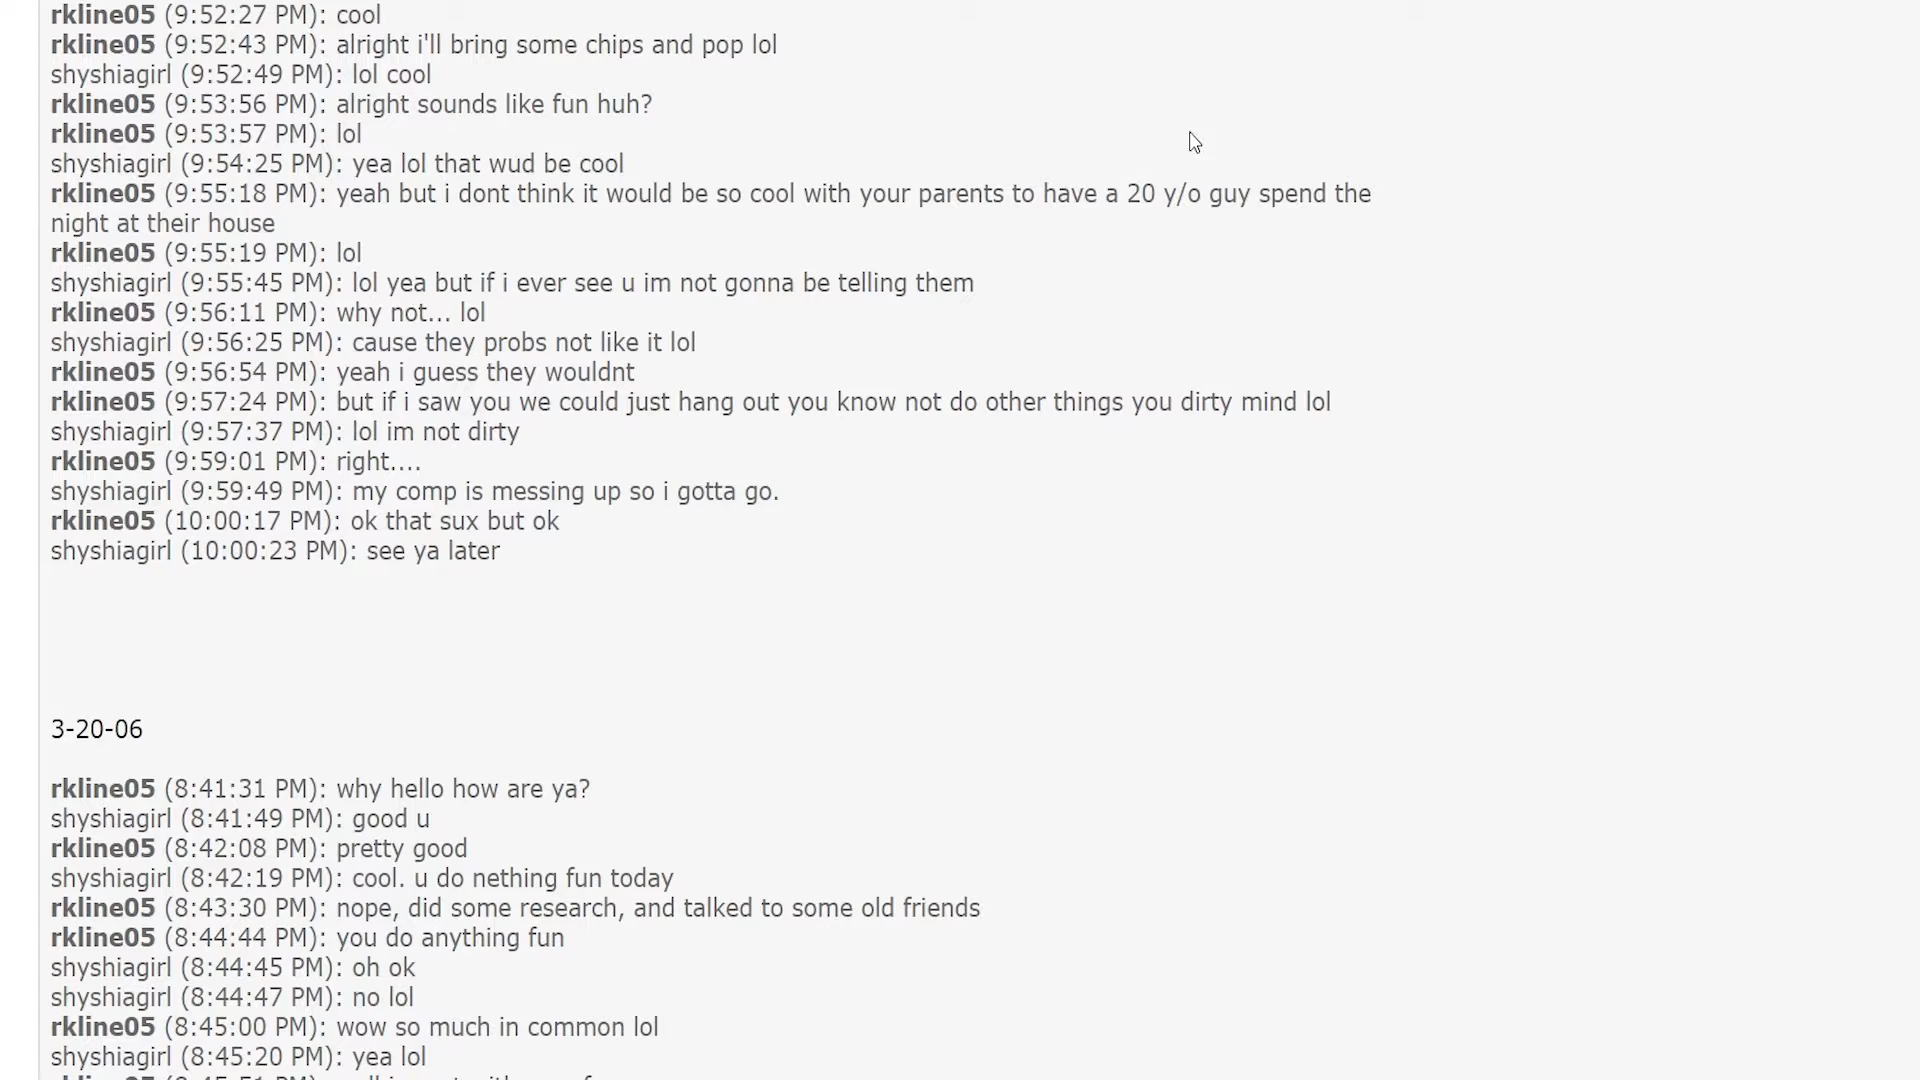 rkline05 (9:52:27 PM): cool
rkline05 (9:52:43 PM): alright i'll bring some chips and pop lol
shyshiagirl (9:52:49 PM): lol cool
rkline05 (9:53:56 PM): alright sounds like fun huh?
rkline05 (9:53:57 PM): lol
shyshiagirl (9:54:25 PM): yea lol that wud be cool
rkline05 (9:55:18 PM): yeah but i dont think it would be so cool with your parents to have a 20 y/o guy spend the
night at their house
rkline05 (9:55:19 PM): lol
shyshiagirl (9:55:45 PM): lol yea but if i ever see u im not gonna be telling them
rkline05 (9:56:11 PM): why not... lol
shyshiagirl (9:56:25 PM): cause they probs not like it lol
rkline05 (9:56:54 PM): yeah i guess they wouldnt
rkline05 (9:57:24 PM): but if i saw you we could just hang out you know not do other things you dirty mind lol
shyshiagirl (9:57:37 PM): lol im not dirty
rkline05 (9:59:01 PM): right....
shyshiagirl (9:59:49 PM): my comp is messing up so i gotta go.
rkline05 (10:00:17 PM): ok that sux but ok
shyshiagirl (10:00:23 PM): see ya later
3-20-06
rkline05 (8:41:31 PM): why hello how are ya?
shyshiagirl (8:41:49 PM): good u
rkline05 (8:42:08 PM): pretty good
shyshiagirl (8:42:19 PM): cool. u do nething fun today
rkline05 (8:43:30 PM): nope, did some research, and talked to some old friends
rkline05 (8:44:44 PM): you do anything fun
shyshiagirl (8:44:45 PM): oh ok
shyshiagirl (8:44:47 PM): no lol
rkline05 (8:45:00 PM): wow so much in common lol
shyshiagirl (8:45:20 PM): yea lol
rkline05 (8:45:51 PM):